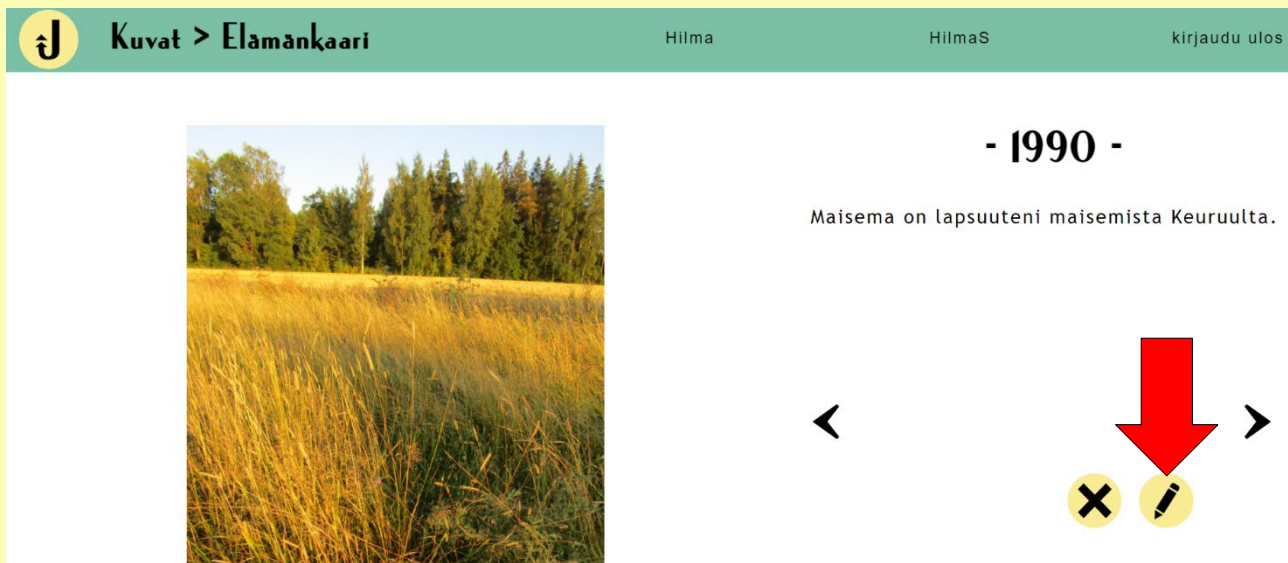 J
Kuvat > Elämänkaari
Hilma
HilmaS
kirjaudu ulos
- 1990 -
Maisema on lapsuuteni maisemista Keuruulta.